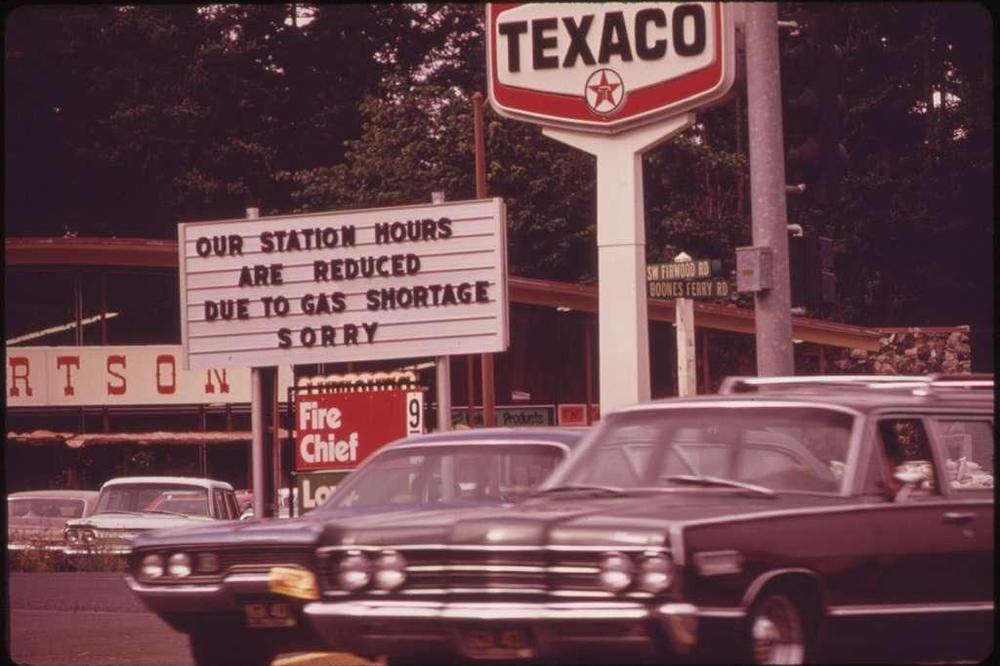 TEXACO
T
OUR STATION HOURS
ARE REDUCED
DUE TO GAS SHORTAGE
SORRY
SW FIRWOOD RD
BOONES FERRY RD
RTSON
Fire
Chief
9
Products